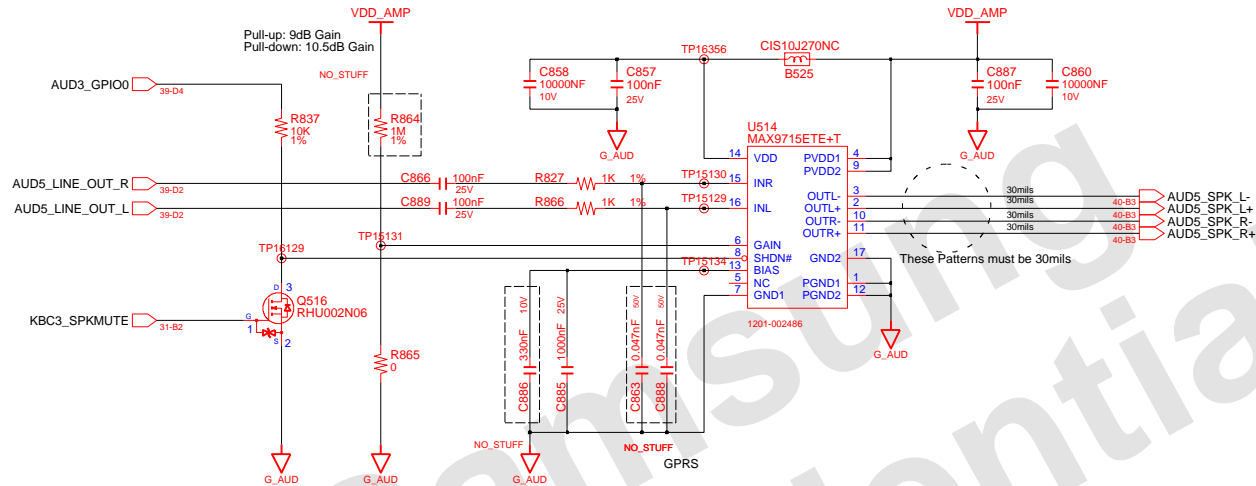 VDD_AMP
Pull-up: 9dB Gain
Pull-down: 10.5dB Gain
NO_STUFF
AUD3_GPIO0
39-D4
R837
10K
1%
R864
1M
1%
VDD_AMP
TP16356
CIS10J270NC
B525
C858
10000NF
10V
C857
100nF
25V
G_AUD
C887
100nF
25V
C860
10000NF
10V
G_AUD
U514
MAX9715ETE+T
14 VDD PVDD1 4
PVDD2 9
15 INR
16 INL
OUTL- 3
OUTL+ 2
OUTR- 10
OUTR+ 11
6 GAIN
8 SHDN#
13 BIAS
5 NC
7 GND1
GND2 17
PGND1 1
PGND2 12
1201-002486
AUD5_LINE_OUT_R
39-D2
C866 100nF
25V
R827 1K 1%
TP15130
AUD5_LINE_OUT_L
39-D2
C889 100nF
25V
R866 1K 1%
TP15129
30mils
30mils
30mils
30mils
These Patterns must be 30mils
AUD5_SPK_L-
40-B3
AUD5_SPK_L+
40-B3
AUD5_SPK_R-
40-B3
AUD5_SPK_R+
40-B3
TP16129
TP15131
TP15134
D 3
Q516
RHU002N06
G
1
S
2
KBC3_SPKMUTE
31-B2
R865
0
C886 330nF 10V
C885 1000nF 25V
C863 0.047nF 50V
C888 0.047nF 50V
NO_STUFF
NO_STUFF
GPRS
G_AUD
G_AUD
G_AUD
G_AUD
amsung
ential